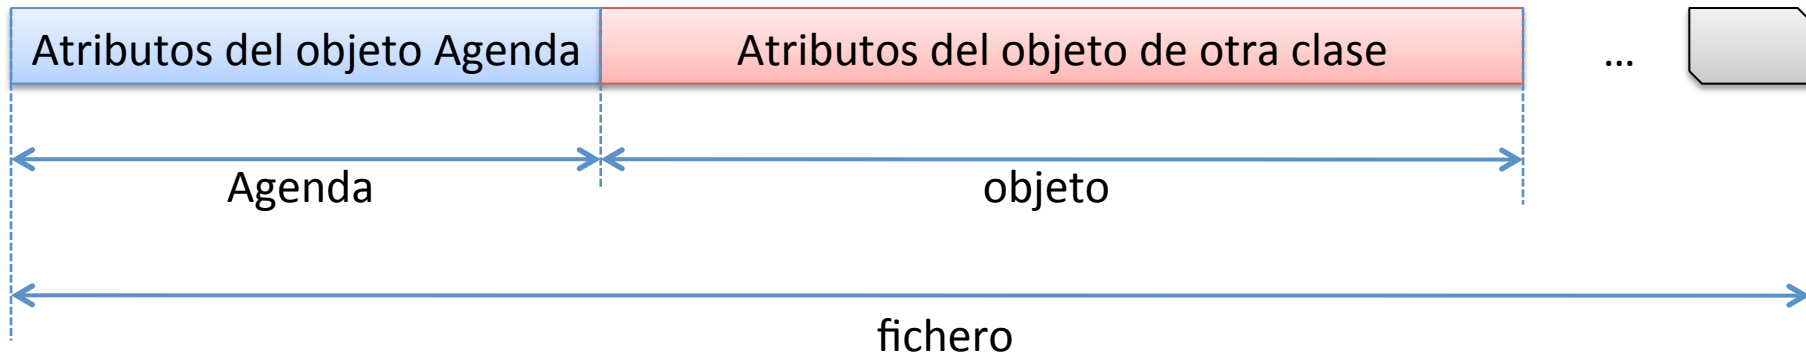 Atributos del objeto Agenda Atributos del objeto de otra clase ...
Agenda objeto
fichero